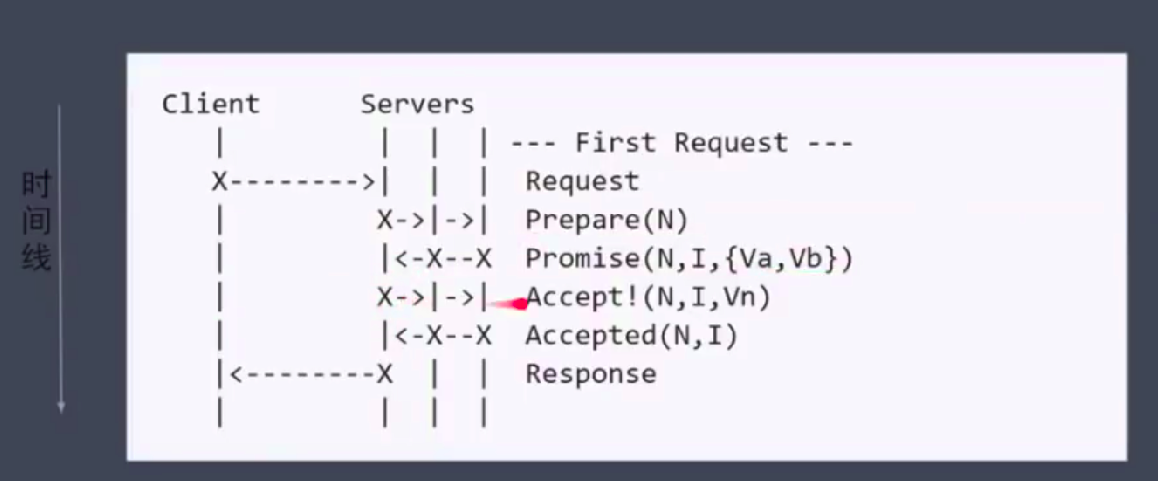 时间线
Client Servers
| | | | --- First Request ---
X-------->| | | Request
| X->|->| Prepare(N)
| |<-X--X Promise(N,I,{Va,Vb})
| X->|->| Accept!(N,I,Vn)
| |<-X--X Accepted(N,I)
|<--------X | | Response
| | | |